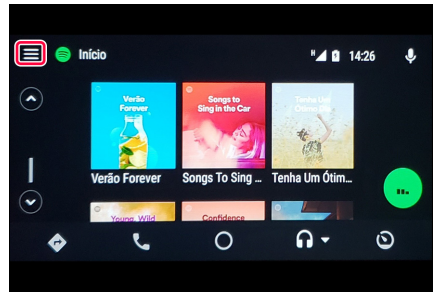 Início
H
14:26
Verão
Forever
Songs to
Sing in the Car
Tenha Um
Ótimo Dia
Verão Forever
Songs To Sing ...
Tenha Um Ótim...
Young, Wild
Confidence